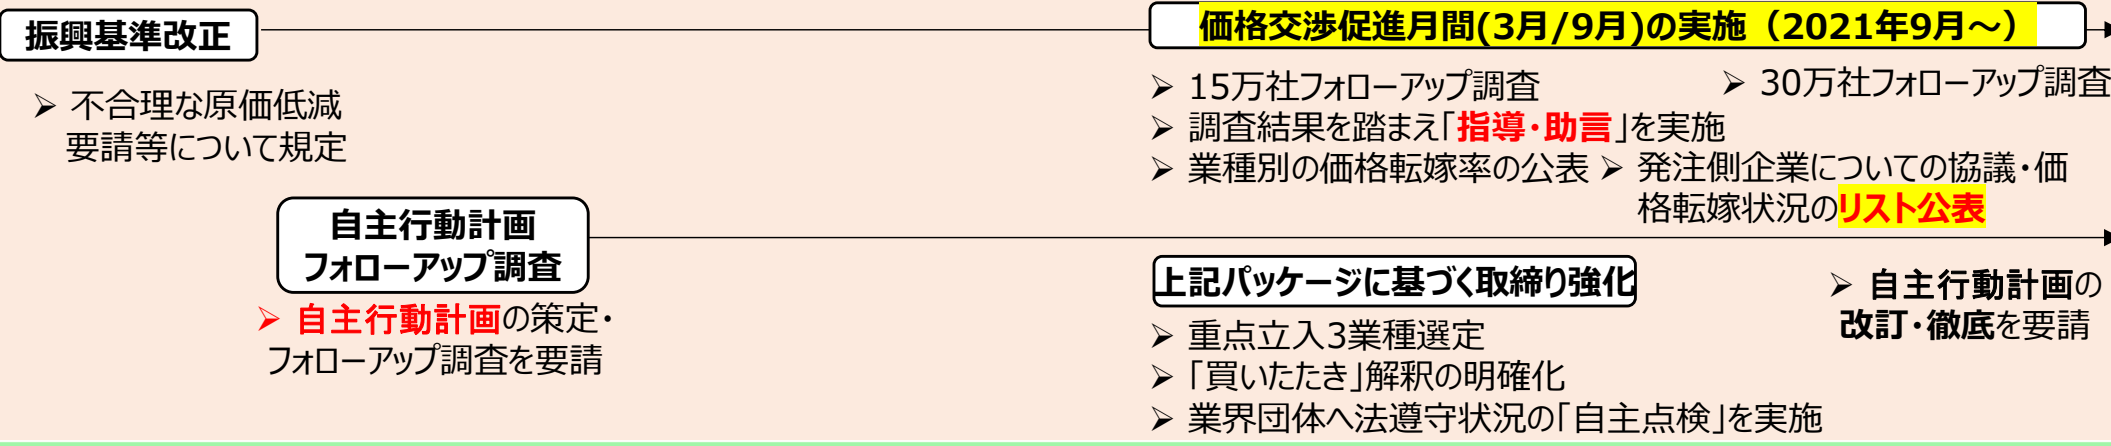 振興基準改正
➢ 不合理な原価低減
要請等について規定
価格交渉促進月間(3月/9月)の実施（2021年9月～）
➢ 15万社フォローアップ調査
➢ 30万社フォローアップ調査
➢ 調査結果を踏まえ「指導・助言」を実施
➢ 業種別の価格転嫁率の公表
➢ 発注側企業についての協議・価
格転嫁状況のリスト公表
自主行動計画
フォローアップ調査
➢ 自主行動計画の策定・
フォローアップ調査を要請
上記パッケージに基づく取締り強化
➢ 重点立入3業種選定
➢ 「買いたたき」解釈の明確化
➢ 業界団体へ法遵守状況の「自主点検」を実施
➢ 自主行動計画の
改訂・徹底を要請